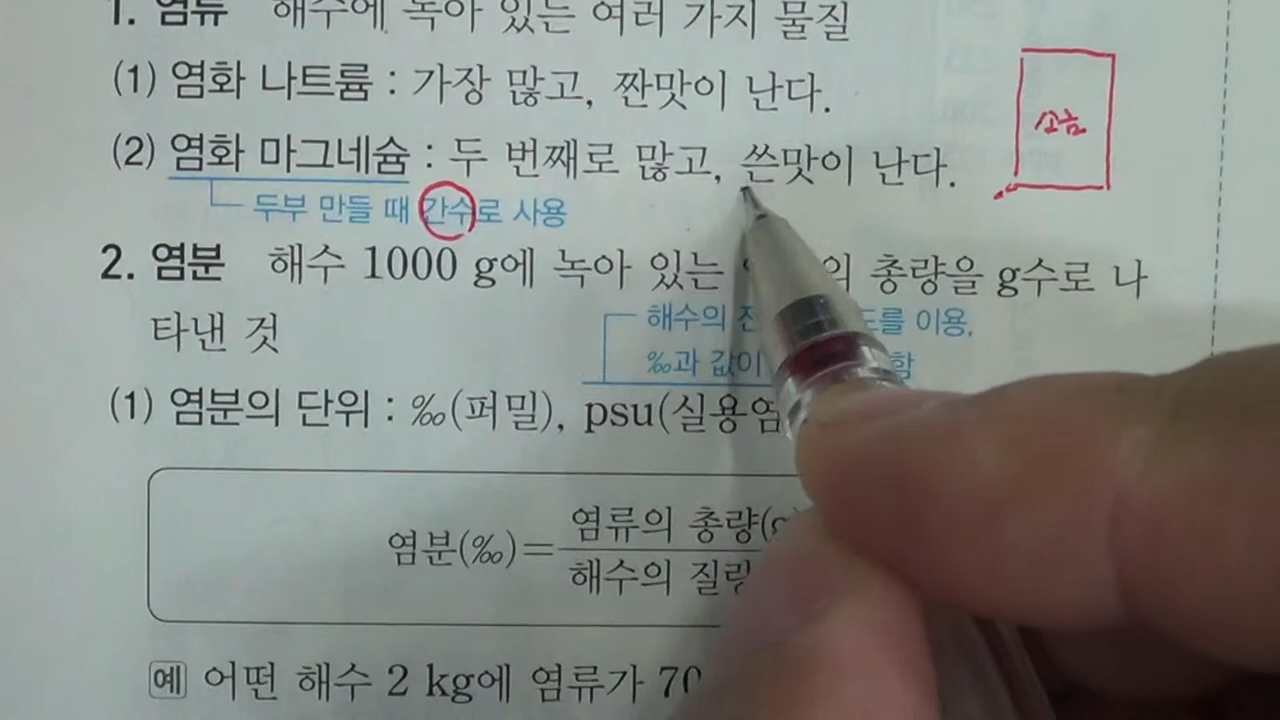 1. 염류 해수에 녹아 있는 여러 가지 물질
(1) 염화 나트륨 : 가장 많고, 짠맛이 난다.
소금
(2) 염화 마그네슘 : 두 번째로 많고, 쓴맛이 난다.
두부 만들 때 간수로 사용
2. 염분 해수 1000 g에 녹아 있는 의 총량을 g수로 나
타낸 것
해수의 이용,
‰과 값이 함
(1) 염분의 단위 : ‰(퍼밀), psu(실용염
염분(‰)= 염류의 총량(g
해수의 질량
예 어떤 해수 2 kg에 염류가 70